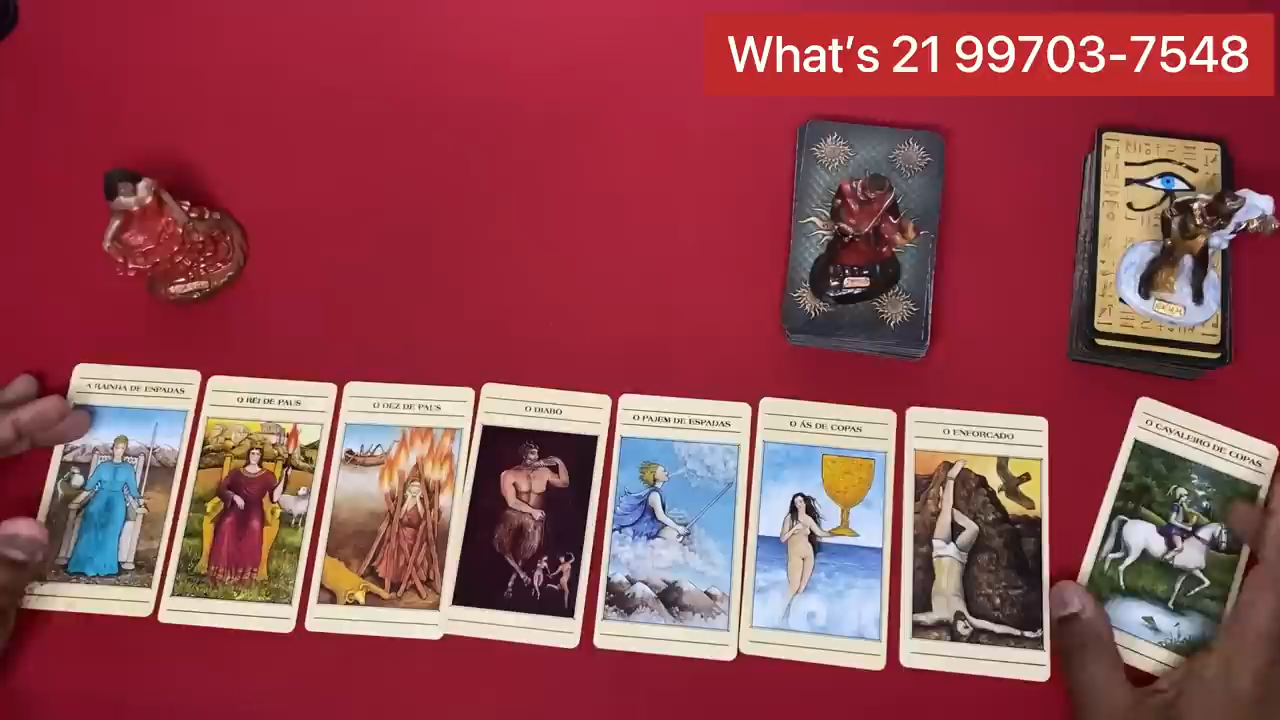 What's 21 99703-7548
A RAINHA DE ESPADAS
O REI DE PAUS
O DEZ DE PAUS
O DIABO
O PAJEM DE ESPADAS
O ÁS DE COPAS
O ENFORCADO
O CAVALEIRO DE COPAS